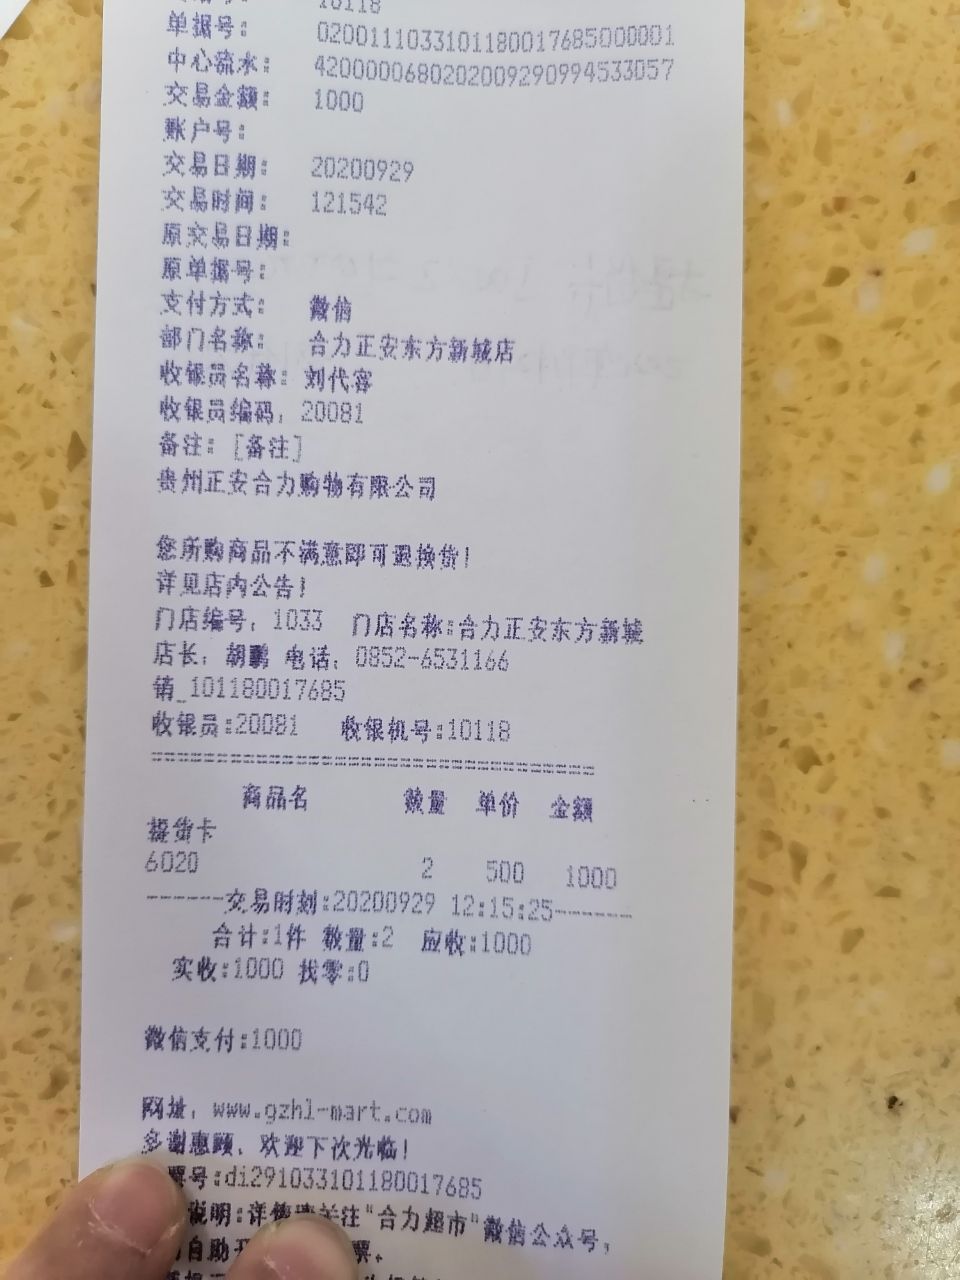 10118
单据号: 0200111033101180017685000001
中心流水: 4200000680202009290994533057
交易金额: 1000
账户号:
交易日期: 20200929
交易时间: 121542
原交易日期:
原单据号:
支付方式: 微信
部门名称: 合力正安东方新城店
收银员名称: 刘代容
收银员编码: 20081
备注: [备注]
贵州正安合力购物有限公司
您所购商品不满意即可退换货!
详见店内公告!
门店编号: 1033 门店名称:合力正安东方新城
店长: 胡鹏 电话: 0852-6531166
销_101180017685
收银员:20081 收银机号:10118
商品名 数量 单价 金额
提货卡
6020 2 500 1000
------交易时刻:20200929 12:15:25------
合计:1件 数量:2 应收:1000
实收:1000 找零:0
微信支付:1000
网址: www.gzhl-mart.com
多谢惠顾, 欢迎下次光临!
票号:di291033101180017685
说明:详情请关注"合力超市"微信公众号,
自助开 票.